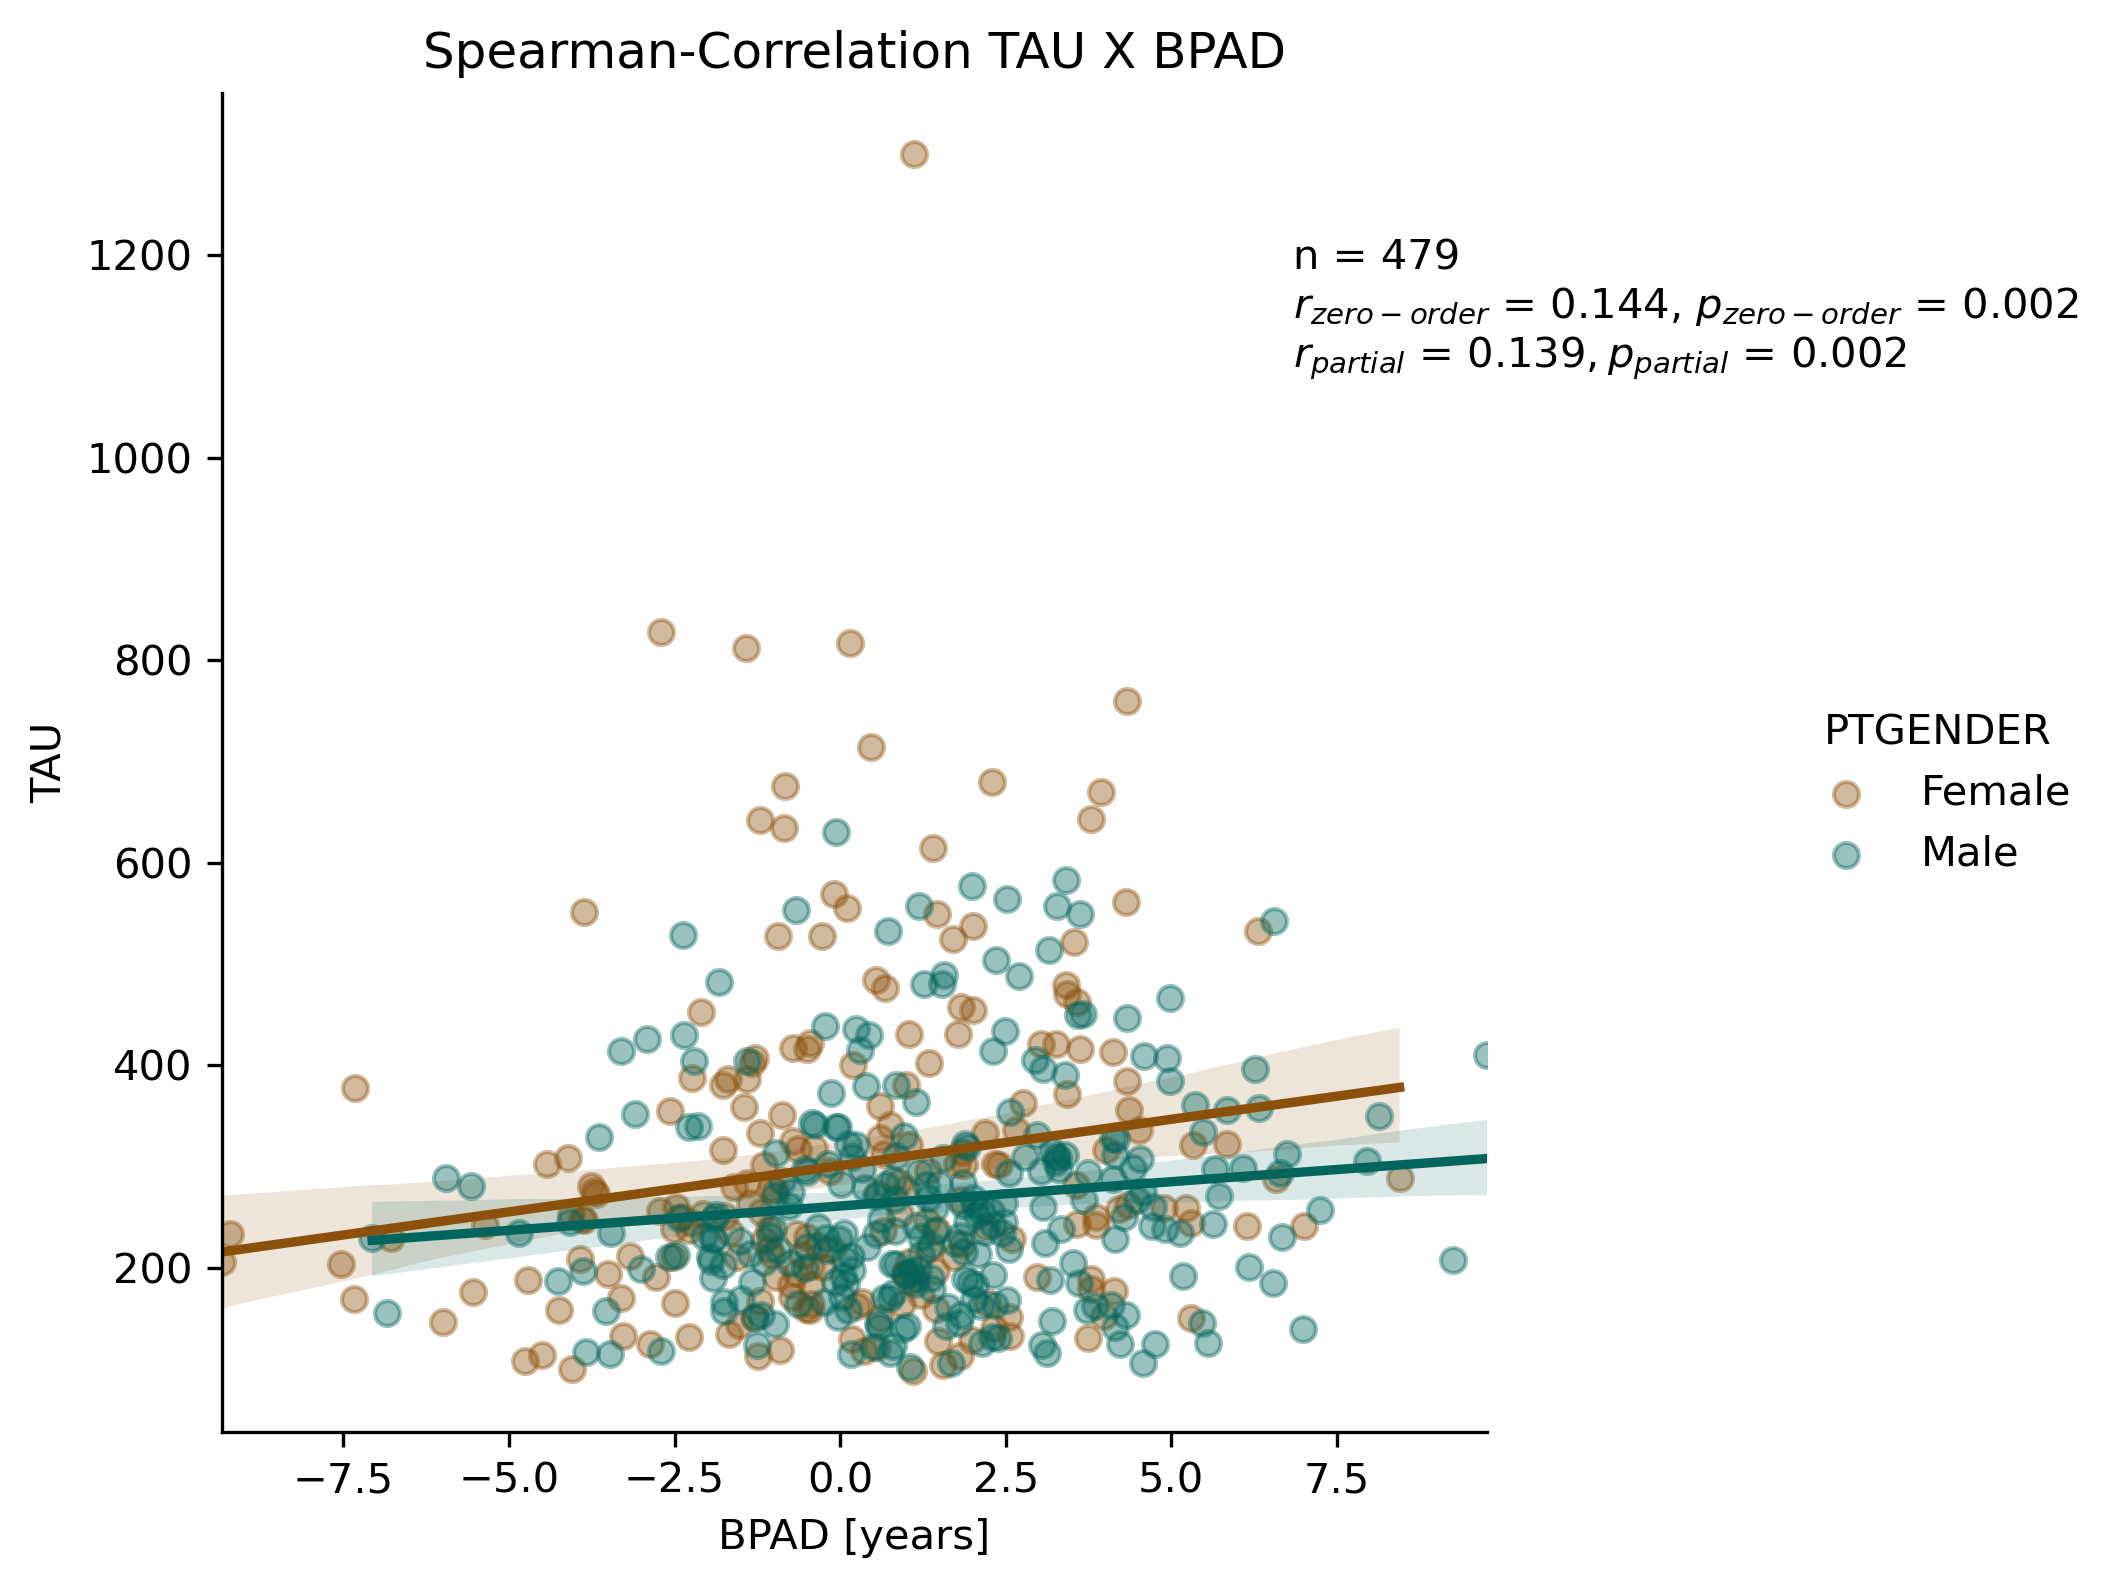 Spearman-Correlation TAU X BPAD
n = 479
r_zero−order = 0.144, p_zero−order = 0.002
r_partial = 0.139, p_partial = 0.002
1200
1000
800
600
400
200
TAU
PTGENDER
Female
Male
−7.5 −5.0 −2.5 0.0 2.5 5.0 7.5
BPAD [years]